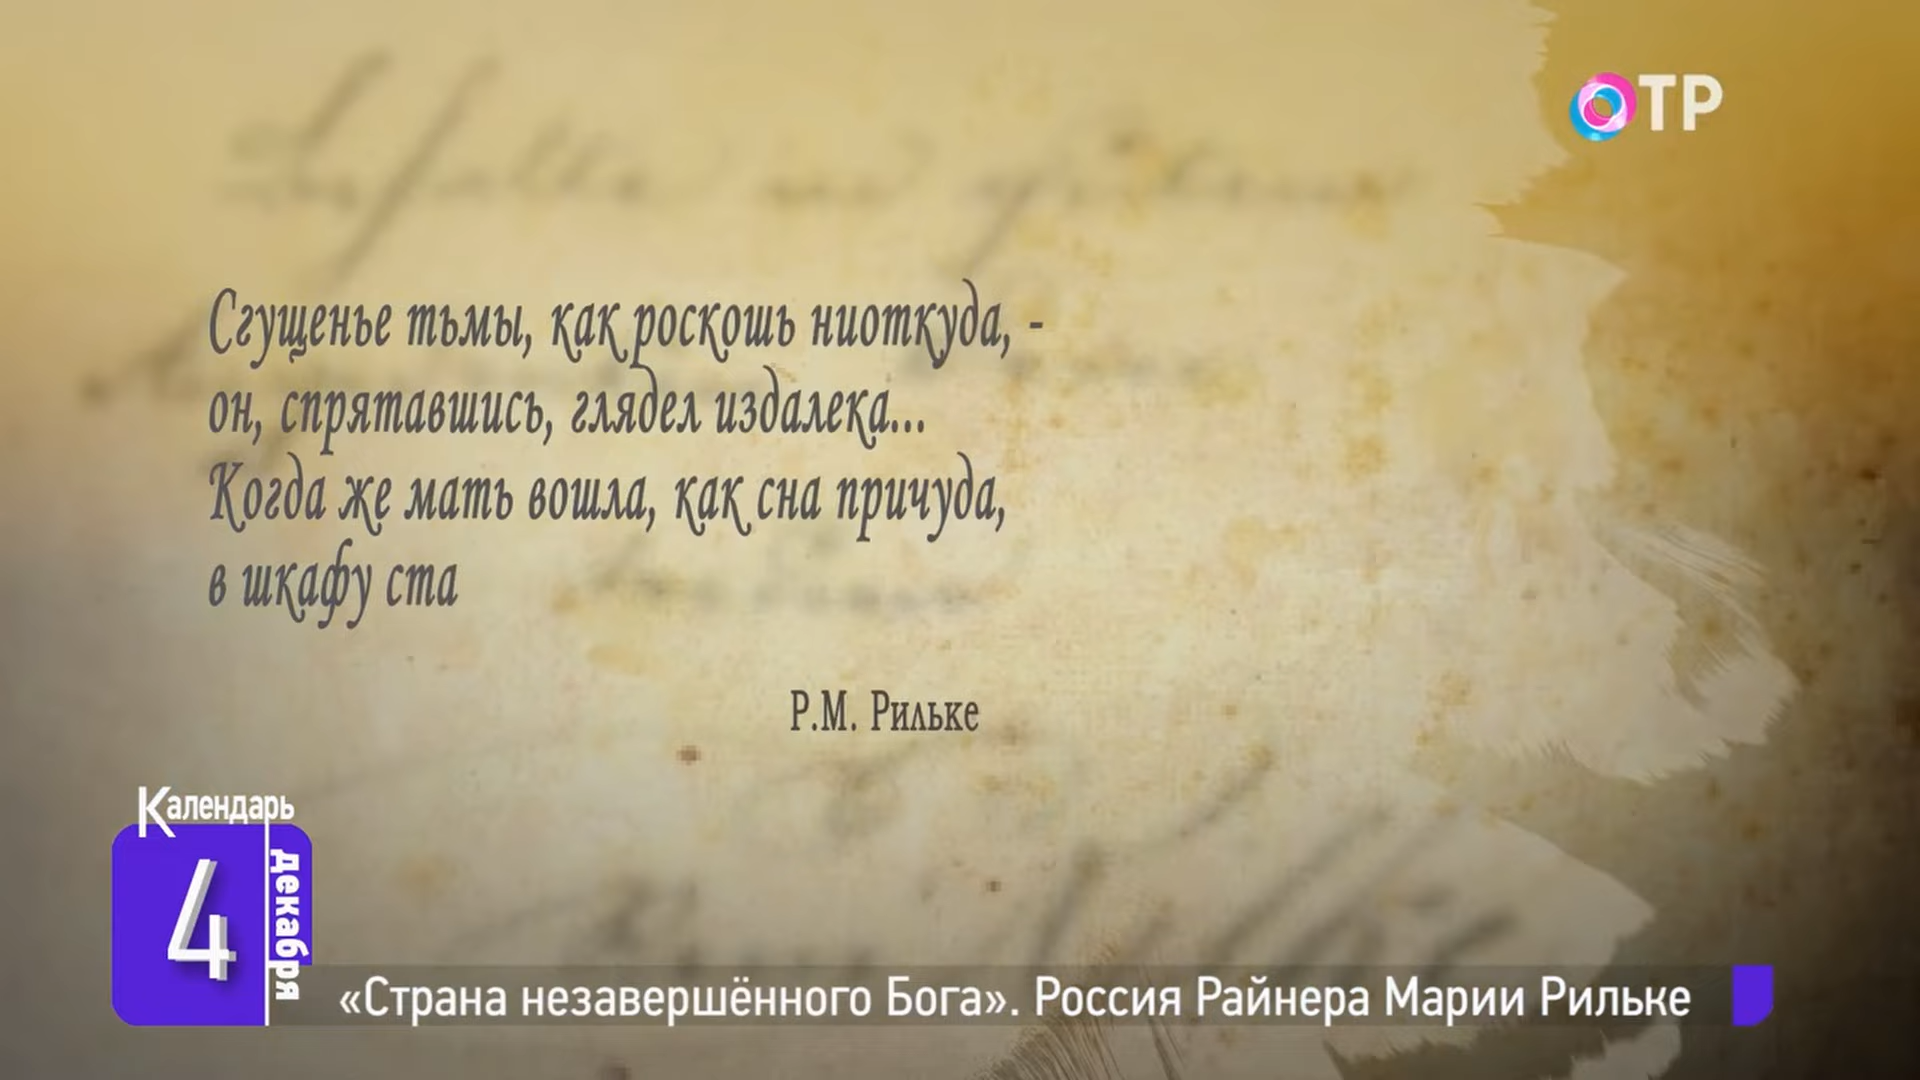 ОТР
Сгущенье тьмы, как роскошь ниоткуда, -
он, спрятавшись, глядел издалека...
Когда же мать вошла, как сна причуда,
в шкафу ста
Р.М. Рильке
Календарь
4
декабря
«Страна незавершённого Бога». Россия Райнера Марии Рильке